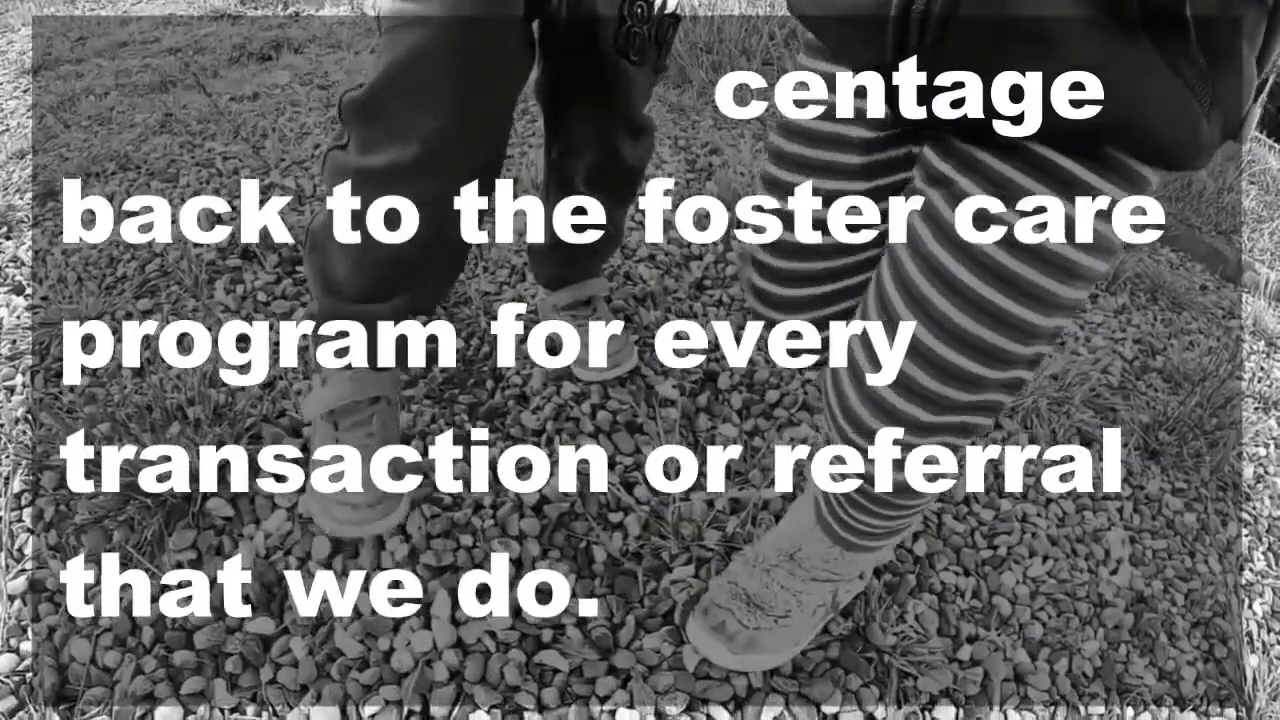 centage
back to the foster care
program for every
transaction or referral
that we do.